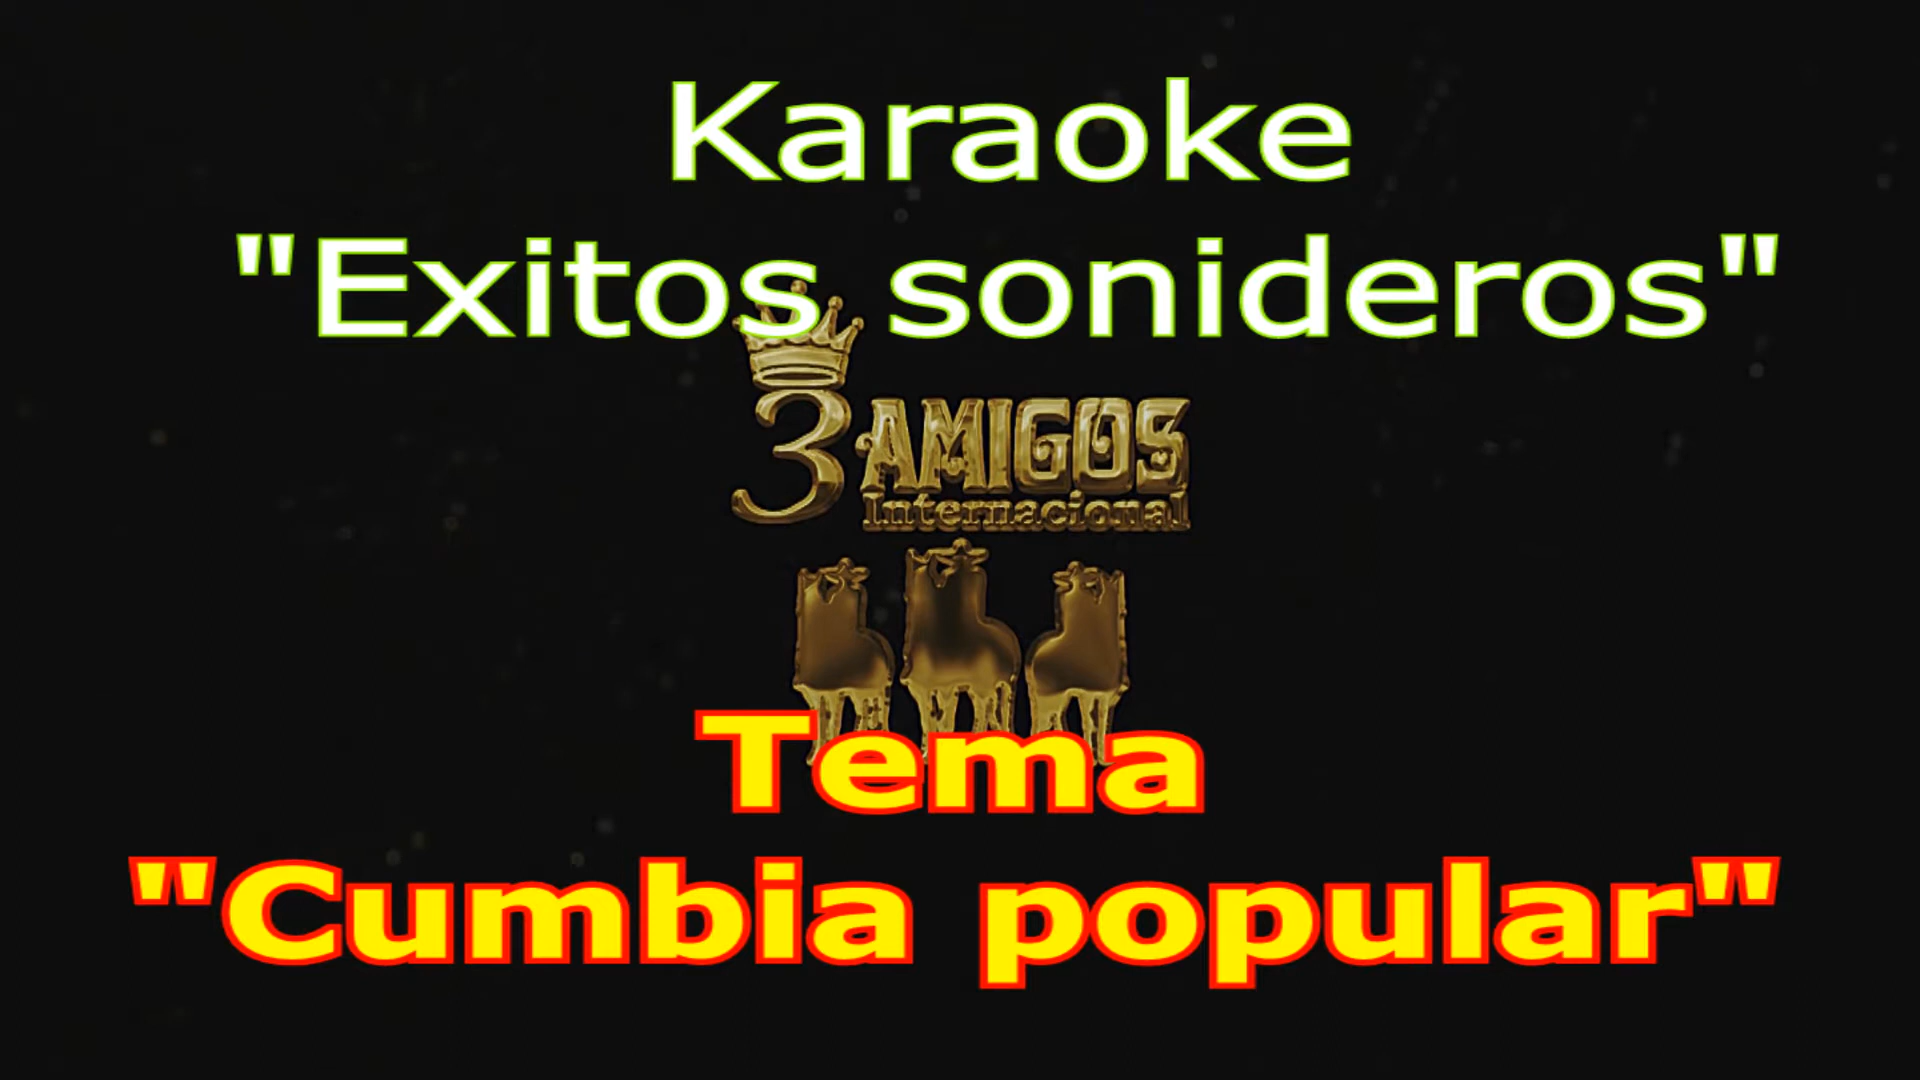 Karaoke
"Exitos sonideros"
3 AMIGOS
Internacional
Tema
"Cumbia popular"